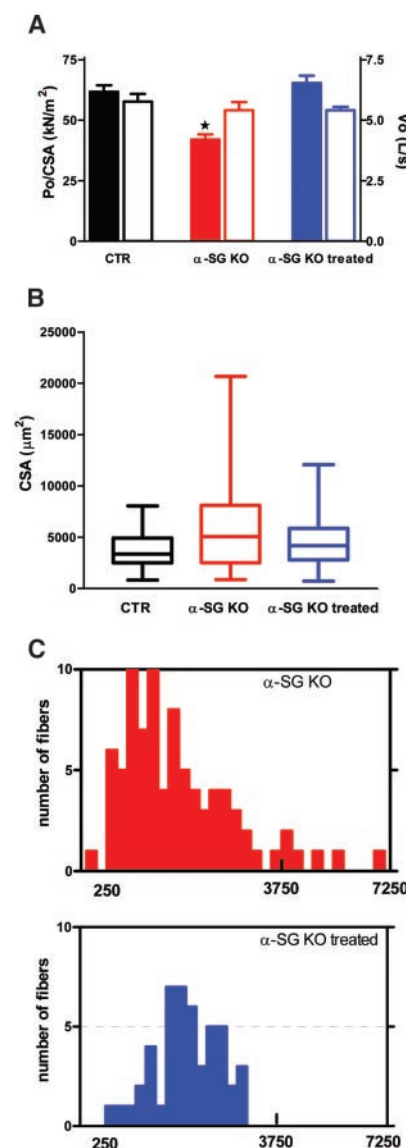 A
Po/CSA (kN/m²)
75
50
25
0
★
7.5
5.0
2.5
0.0
Vo (L/s)
CTR α-SG KO α-SG KO treated
B
CSA (μm²)
25000
20000
15000
10000
5000
0
CTR α-SG KO α-SG KO treated
C
number of fibers
10
5
0
α-SG KO
250 3750 7250
number of fibers
10
5
0
α-SG KO treated
250 3750 7250